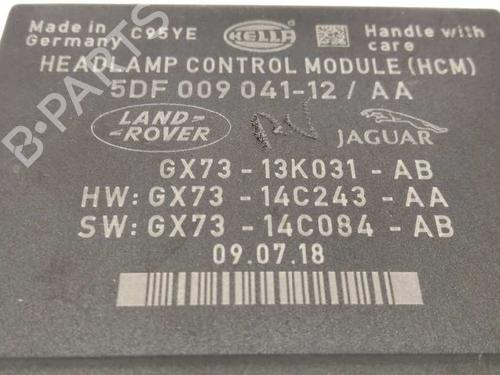 Made in Germany
C95YE
HELLA
Handle with care
HEADLAMP CONTROL MODULE (HCM)
5DF 009 041-12 / AA
LAND ROVER
JAGUAR
GX73 - 13K031 - AB
HW: GX73 - 14C243 - AA
SW: GX73 - 14C084 - AB
09.07.18
B-PARTS